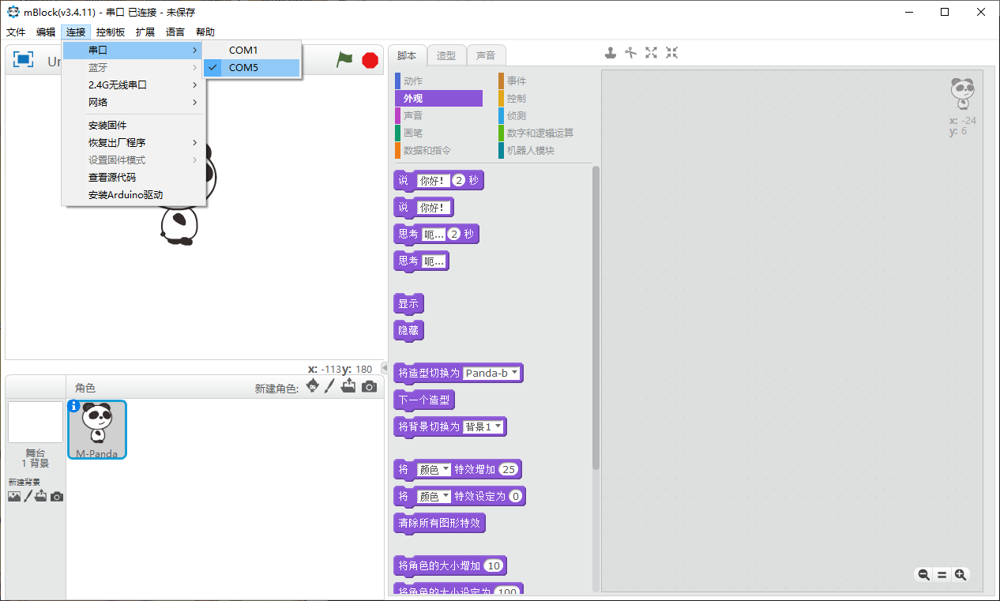 mBlock(v3.4.11) - 串口 已连接 - 未保存
文件 编辑 连接 控制板 扩展 语言 帮助
串口
蓝牙
2.4G无线串口
网络
安装固件
恢复出厂程序
设置固件模式
查看源代码
安装Arduino驱动
COM1
COM5
Un
x: -113 y: 180
角色 新建角色:
舞台
1 背景
新建背景
M-Panda
脚本 造型 声音
动作 事件
外观 控制
声音 侦测
画笔 数字和逻辑运算
数据和指令 机器人模块
说 你好! 2 秒
说 你好!
思考 呃... 2 秒
思考 呃...
显示
隐藏
将造型切换为 Panda-b
下一个造型
将背景切换为 背景1
将 颜色 特效增加 25
将 颜色 特效设定为 0
清除所有图形特效
将角色的大小增加 10
将角色的大小设定为 100
x: -24
y: 6